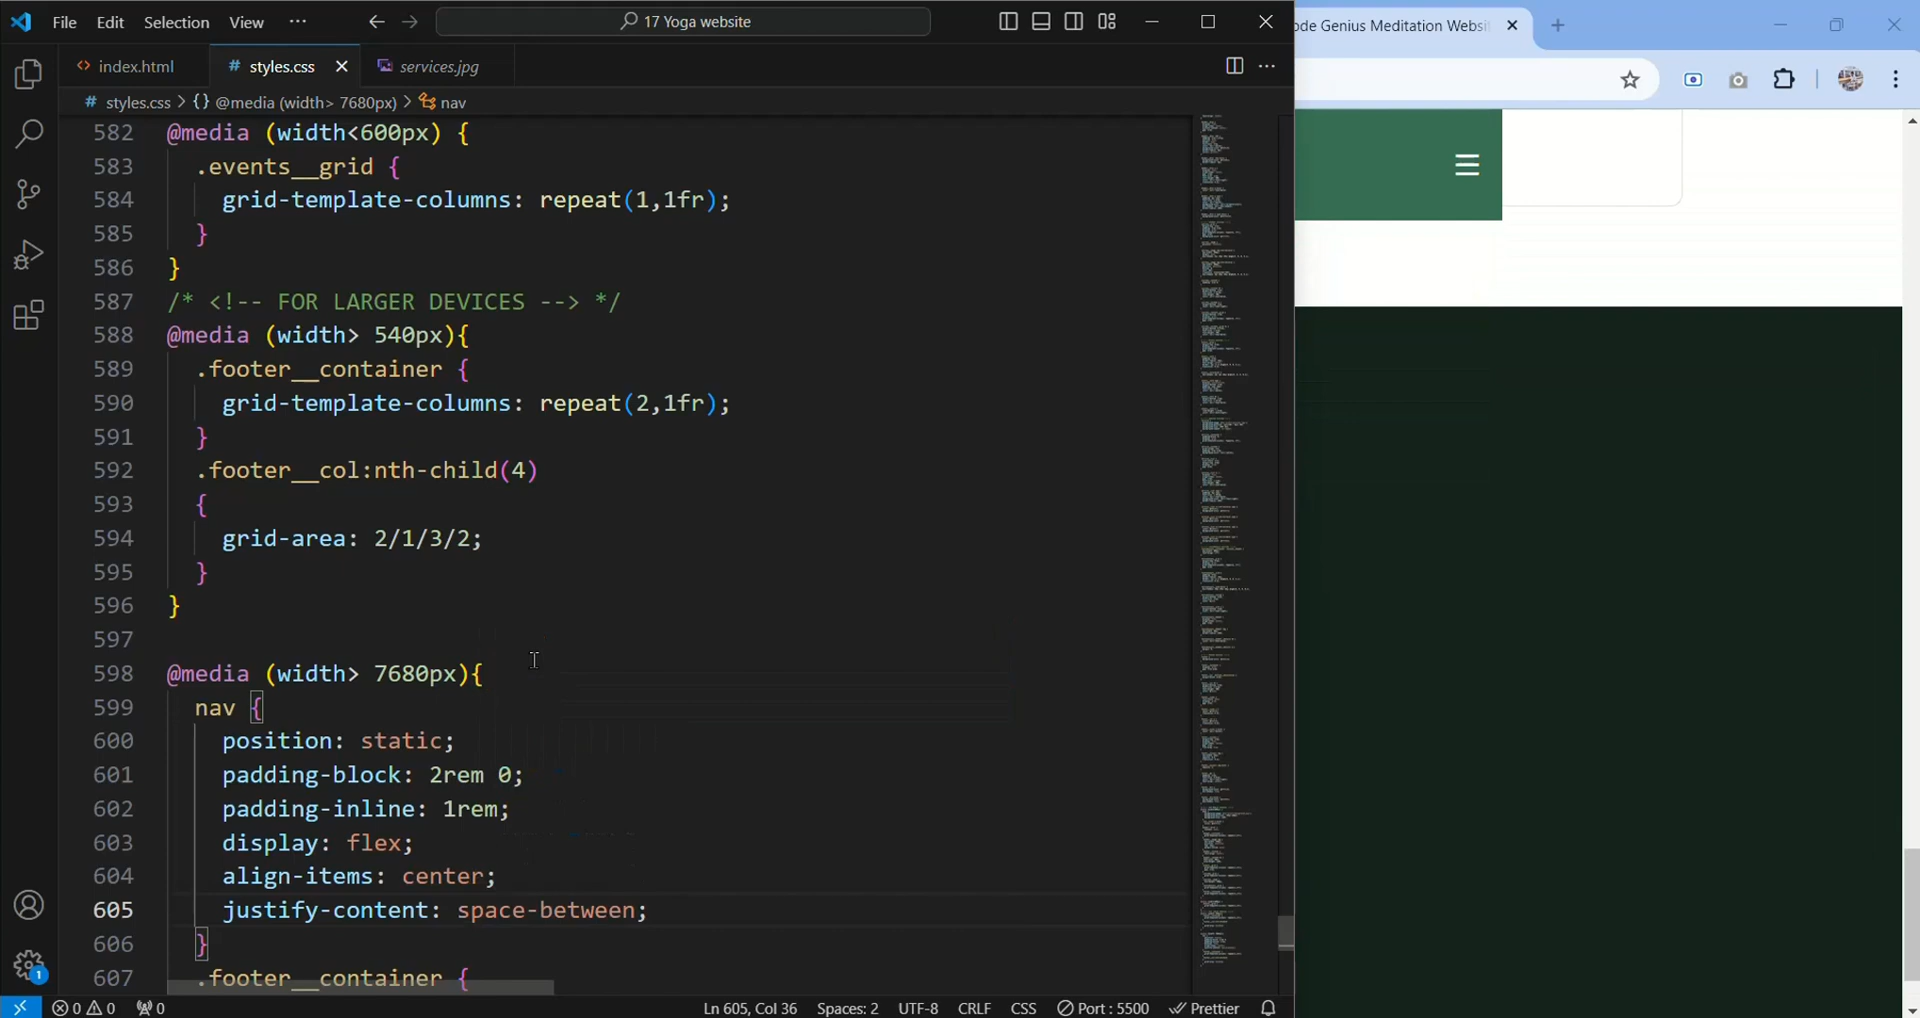 File Edit Selection View ··· 17 Yoga website
ode Genius Meditation Websi
index.html styles.css services.jpg
styles.css > {} @media (width> 7680px) > nav
582 @media (width<600px) {
583 .events__grid {
584 grid-template-columns: repeat(1,1fr);
585 }
586 }
587 /* <!-- FOR LARGER DEVICES --> */
588 @media (width> 540px){
589 .footer__container {
590 grid-template-columns: repeat(2,1fr);
591 }
592 .footer__col:nth-child(4)
593 {
594 grid-area: 2/1/3/2;
595 }
596 }
597
598 @media (width> 7680px){
599 nav {
600 position: static;
601 padding-block: 2rem 0;
602 padding-inline: 1rem;
603 display: flex;
604 align-items: center;
605 justify-content: space-between;
606 }
607 .footer__container {
1
0 0 0 Ln 605, Col 36 Spaces: 2 UTF-8 CRLF CSS Port : 5500 Prettier